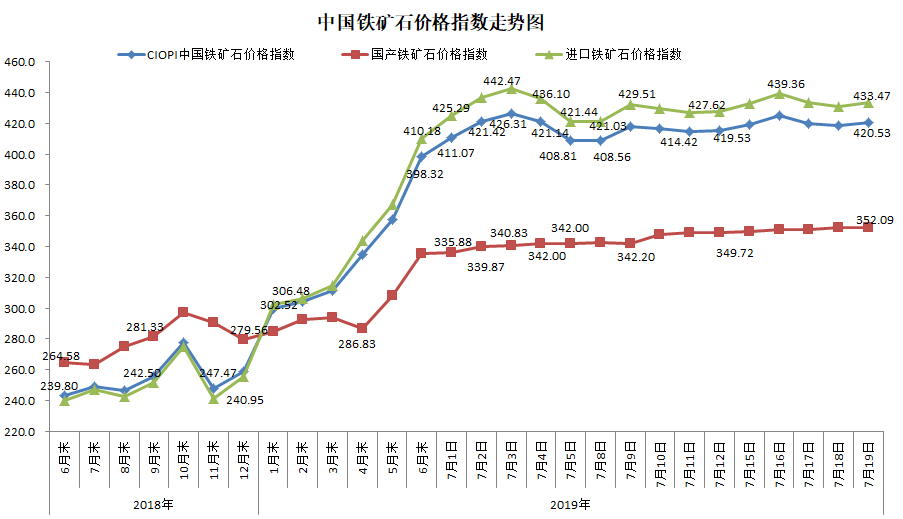 中国铁矿石价格指数走势图
CIOPI中国铁矿石价格指数
国产铁矿石价格指数
进口铁矿石价格指数
460.0
440.0
420.0
400.0
380.0
360.0
340.0
320.0
300.0
280.0
260.0
240.0
220.0
264.58
239.80
281.33
242.50
247.47
279.56
240.95
306.48
302.52
286.83
410.18
398.32
425.29
411.07
335.88
442.47
421.42
426.31
339.87
340.83
436.10
421.14
342.00
421.44
408.81
342.00
421.03
408.56
429.51
342.20
414.42
427.62
419.53
349.72
439.36
433.47
420.53
352.09
6月末
7月末
8月末
9月末
10月末
11月末
12月末
1月末
2月末
3月末
4月末
5月末
6月末
7月1日
7月2日
7月3日
7月4日
7月5日
7月8日
7月9日
7月10日
7月11日
7月12日
7月15日
7月16日
7月17日
7月18日
7月19日
2018年
2019年